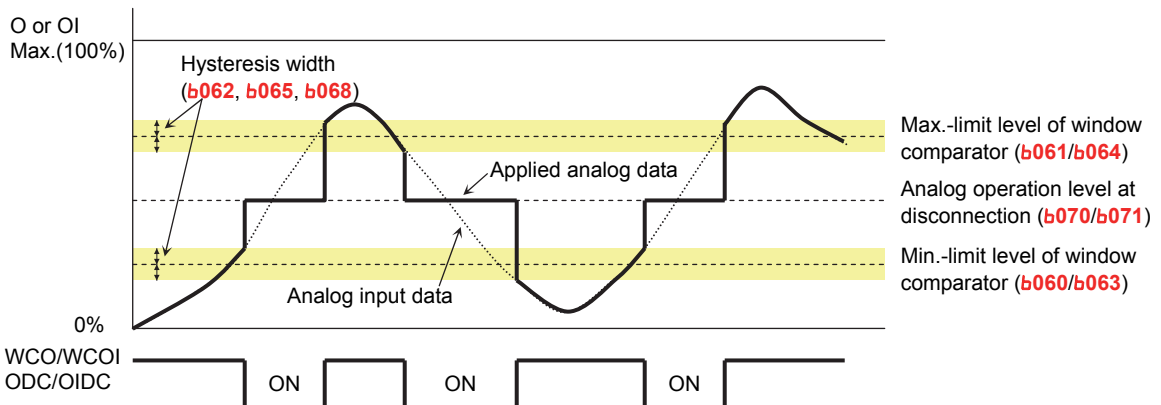 O or OI
Max.(100%)
Hysteresis width
(b062, b065, b068)
Max.-limit level of window
comparator (b061/b064)
Applied analog data
Analog operation level at
disconnection (b070/b071)
Min.-limit level of window
comparator (b060/b063)
Analog input data
0%
WCO/WCOI
ODC/OIDC
ON
ON
ON